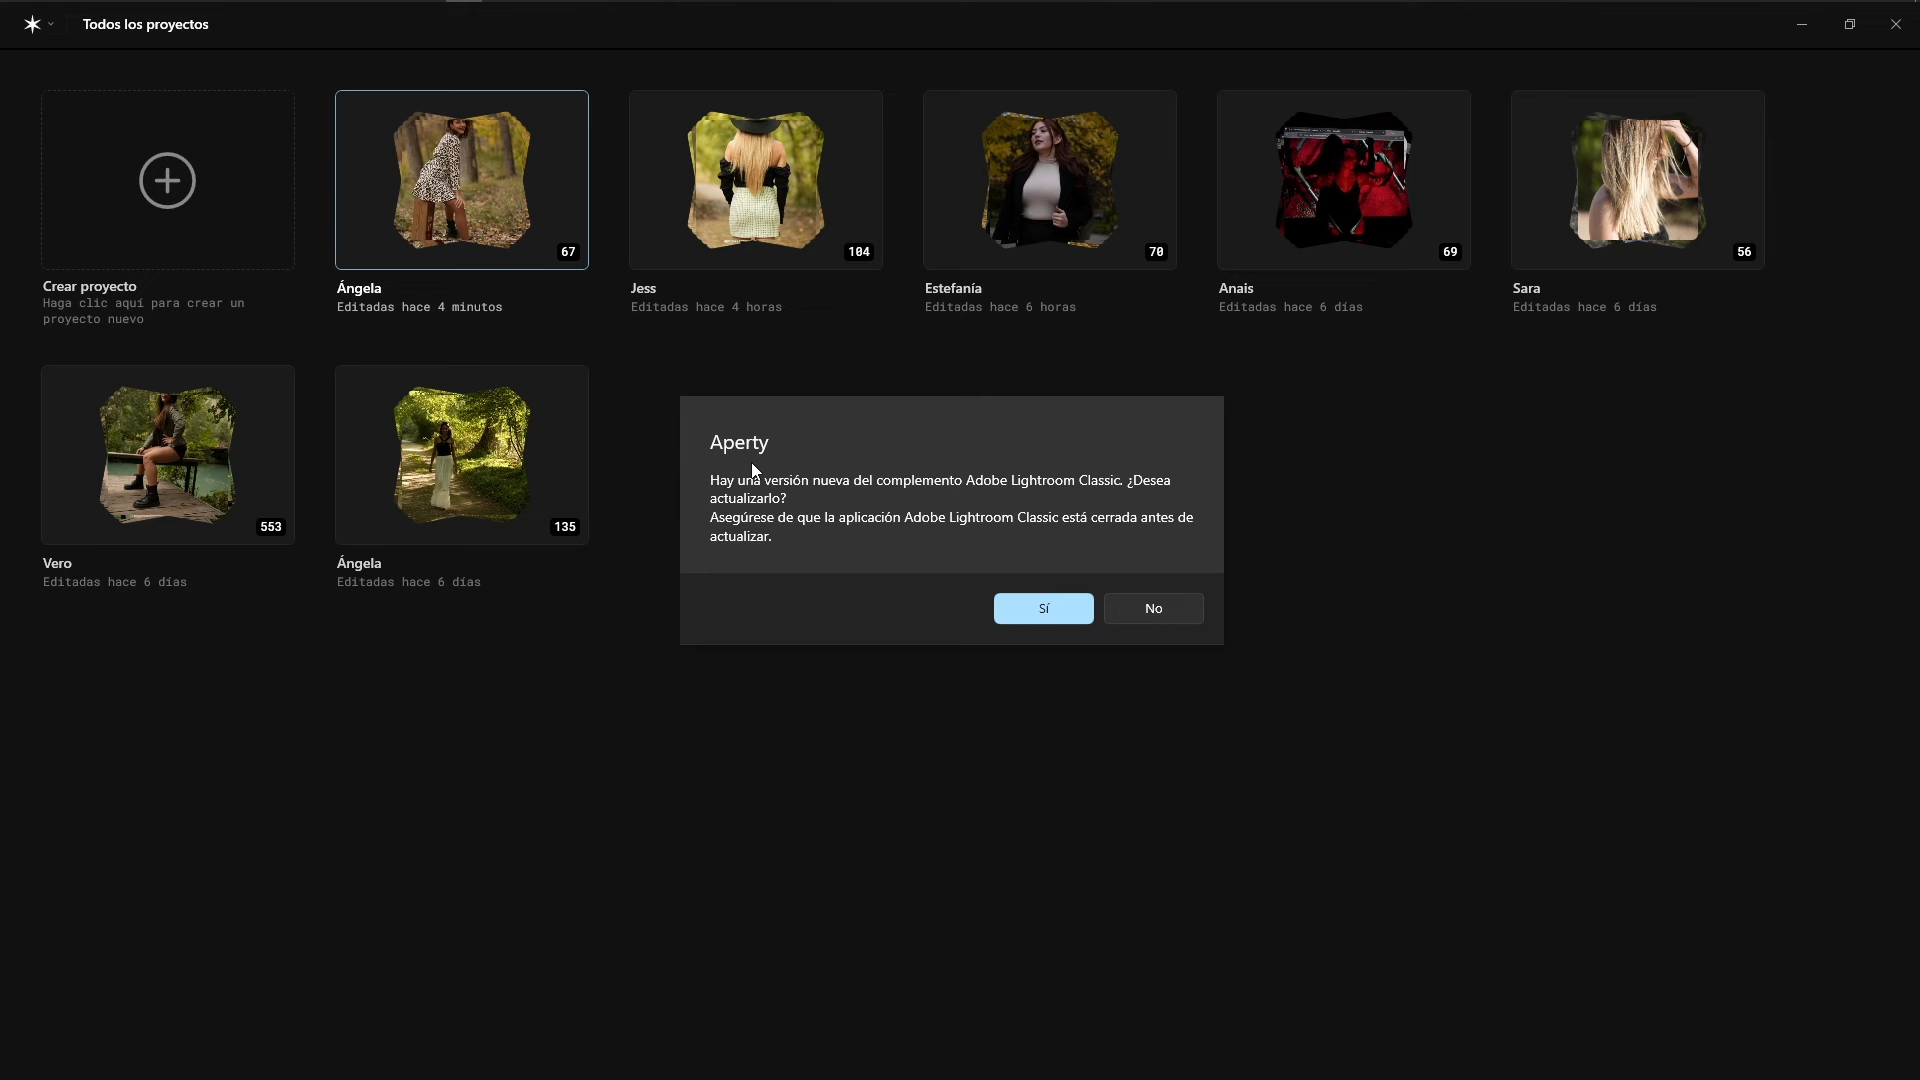 Todos los proyectos
67
104
70
69
56
Crear proyecto
Haga clic aquí para crear un
proyecto nuevo
Ángela
Editadas hace 4 minutos
Jess
Editadas hace 4 horas
Estefanía
Editadas hace 6 horas
Anais
Editadas hace 6 días
Sara
Editadas hace 6 días
553
135
Vero
Editadas hace 6 días
Ángela
Editadas hace 6 días
Aperty
Hay una versión nueva del complemento Adobe Lightroom Classic. ¿Desea
actualizarlo?
Asegúrese de que la aplicación Adobe Lightroom Classic está cerrada antes de
actualizar.
Sí
No